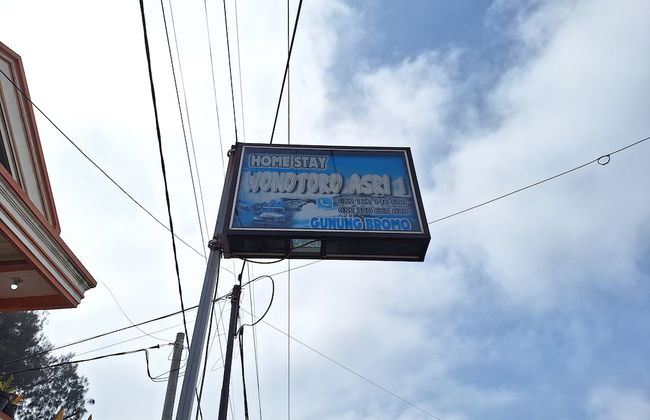 HOME STAY
WONOTORO ASRI 1
GUNUNG BROMO